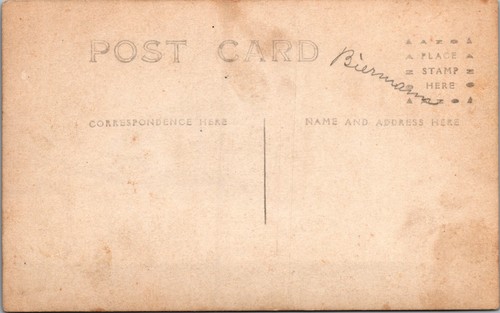 POST CARD
Biermann
PLACE
STAMP
HERE
CORRESPONDENCE HERE
NAME AND ADDRESS HERE